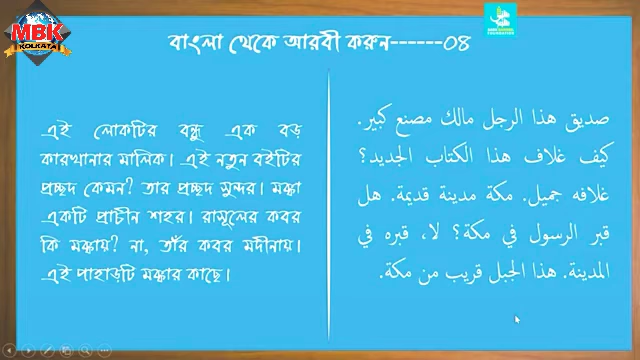 MBK
KOLKATA
বাংলা থেকে আরবী করুন------08
এই লোকটির বন্ধু এক বড়
কারখানার মালিক। এই নতুন বইটির
প্রচ্ছদ কেমন? তার প্রচ্ছদ সুন্দর। মক্কা
একটি প্রাচীন শহর। রাসূলের কবর
কি মক্কায়? না, তাঁর কবর মদীনায়।
এই পাহাড়টি মক্কার কাছে।
صديق هذا الرجل مالك مصنع كبير.
كيف غلاف هذا الكتاب الجديد؟
غلافه جميل. مكة مدينة قديمة. هل
قبر الرسول في مكة؟ لا، قبره في
المدينة. هذا الجبل قريب من مكة.